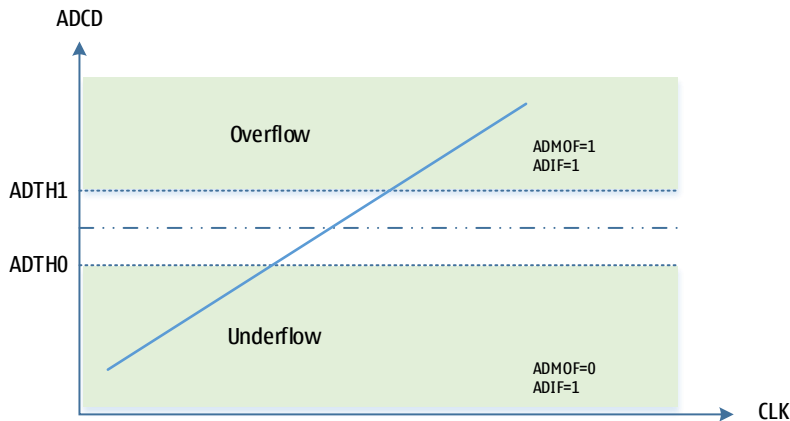 ADCD
Overflow
ADMOF=1
ADIF=1
ADTH1
ADTH0
Underflow
ADMOF=0
ADIF=1
CLK